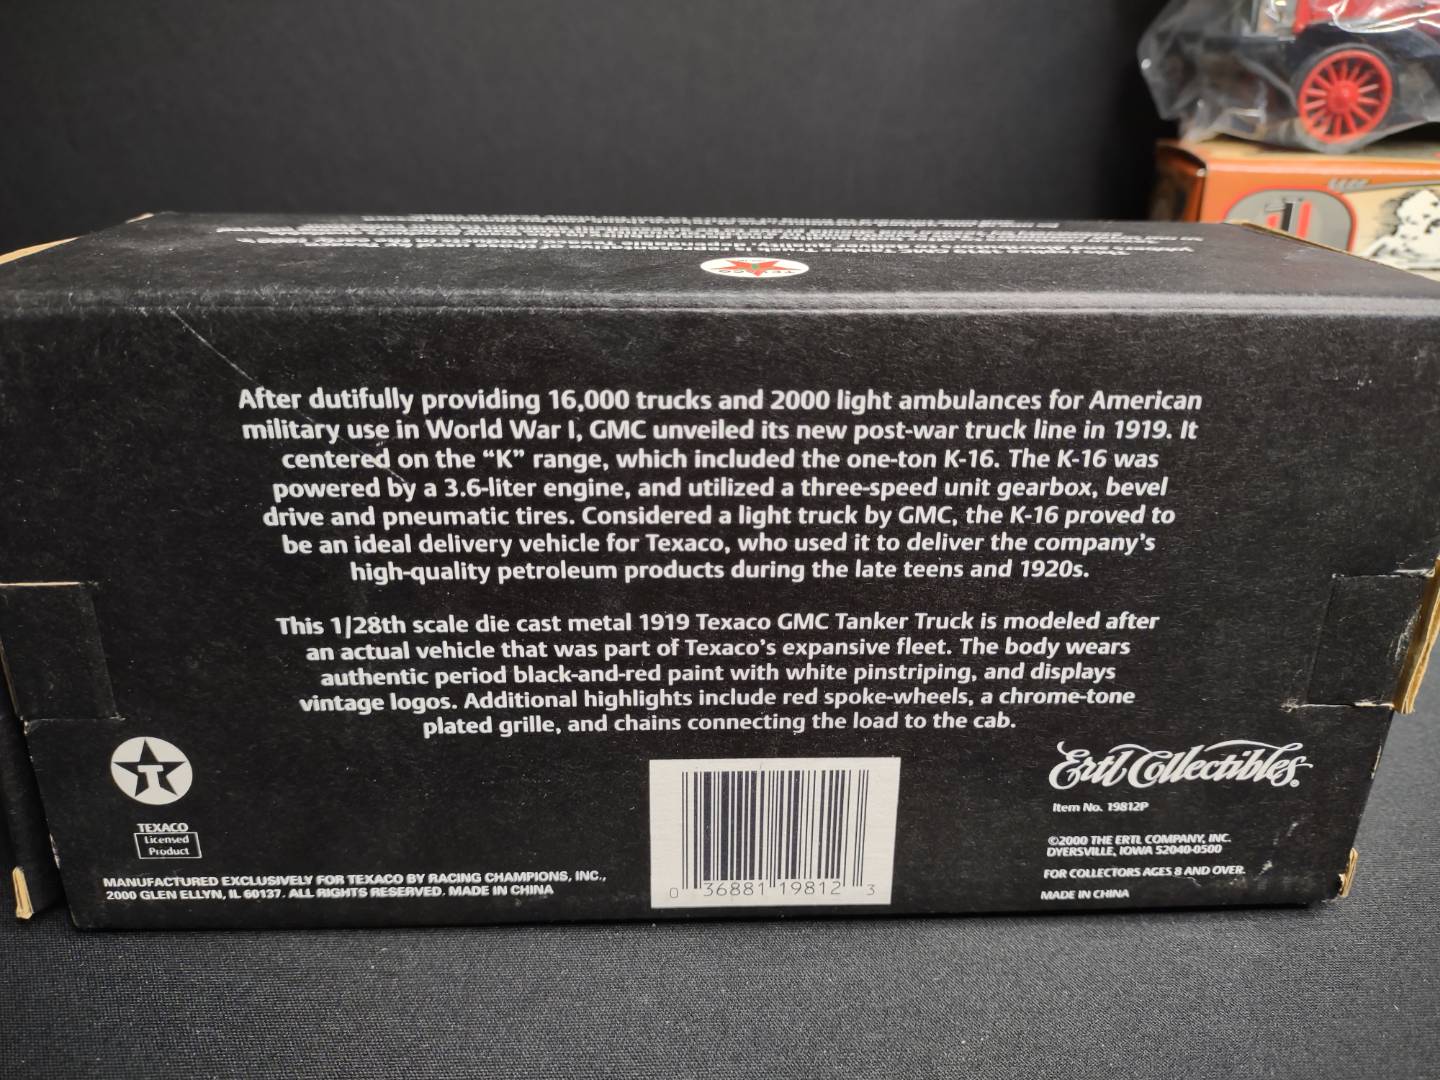 TEXACO
After dutifully providing 16,000 trucks and 2000 light ambulances for American
military use in World War I, GMC unveiled its new post-war truck line in 1919. It
centered on the “K” range, which included the one-ton K-16. The K-16 was
powered by a 3.6-liter engine, and utilized a three-speed unit gearbox, bevel
drive and pneumatic tires. Considered a light truck by GMC, the K-16 proved to
be an ideal delivery vehicle for Texaco, who used it to deliver the company's
high-quality petroleum products during the late teens and 1920s.
This 1/28th scale die cast metal 1919 Texaco GMC Tanker Truck is modeled after
an actual vehicle that was part of Texaco's expansive fleet. The body wears
authentic period black-and-red paint with white pinstriping, and displays
vintage logos. Additional highlights include red spoke-wheels, a chrome-tone
plated grille, and chains connecting the load to the cab.
T
TEXACO
Licensed
Product
MANUFACTURED EXCLUSIVELY FOR TEXACO BY RACING CHAMPIONS, INC.,
2000 GLEN ELLYN, IL 60137. ALL RIGHTS RESERVED. MADE IN CHINA
0 36881 19812 3
Ertl Collectibles®
Item No. 19812P
©2000 THE ERTL COMPANY, INC.
DYERSVILLE, IOWA 52040-0500
FOR COLLECTORS AGES 8 AND OVER.
MADE IN CHINA